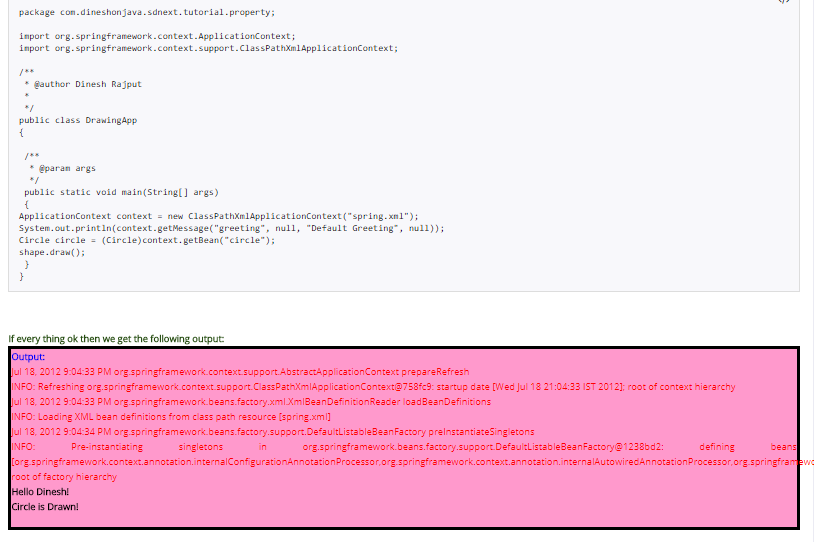 package com.dineshonjava.sdnext.tutorial.property;
import org.springframework.context.ApplicationContext;
import org.springframework.context.support.ClassPathXmlApplicationContext;
/**
 * @author Dinesh Rajput
 *
 */
public class DrawingApp
{
 /**
  * @param args
  */
 public static void main(String[] args)
 {
ApplicationContext context = new ClassPathXmlApplicationContext("spring.xml");
System.out.println(context.getMessage("greeting", null, "Default Greeting", null));
Circle circle = (Circle)context.getBean("circle");
shape.draw();
 }
}
If every thing ok then we get the following output:
Output:
Jul 18, 2012 9:04:33 PM org.springframework.context.support.AbstractApplicationContext prepareRefresh
INFO: Refreshing org.springframework.context.support.ClassPathXmlApplicationContext@758fc9: startup date [Wed Jul 18 21:04:33 IST 2012]; root of context hierarchy
Jul 18, 2012 9:04:33 PM org.springframework.beans.factory.xml.XmlBeanDefinitionReader loadBeanDefinitions
INFO: Loading XML bean definitions from class path resource [spring.xml]
Jul 18, 2012 9:04:34 PM org.springframework.beans.factory.support.DefaultListableBeanFactory preInstantiateSingletons
INFO: Pre-instantiating singletons in org.springframework.beans.factory.support.DefaultListableBeanFactory@1238bd2: defining beans
[org.springframework.context.annotation.internalConfigurationAnnotationProcessor,org.springframework.context.annotation.internalAutowiredAnnotationProcessor,org.springframewo
root of factory hierarchy
Hello Dinesh!
Circle is Drawn!